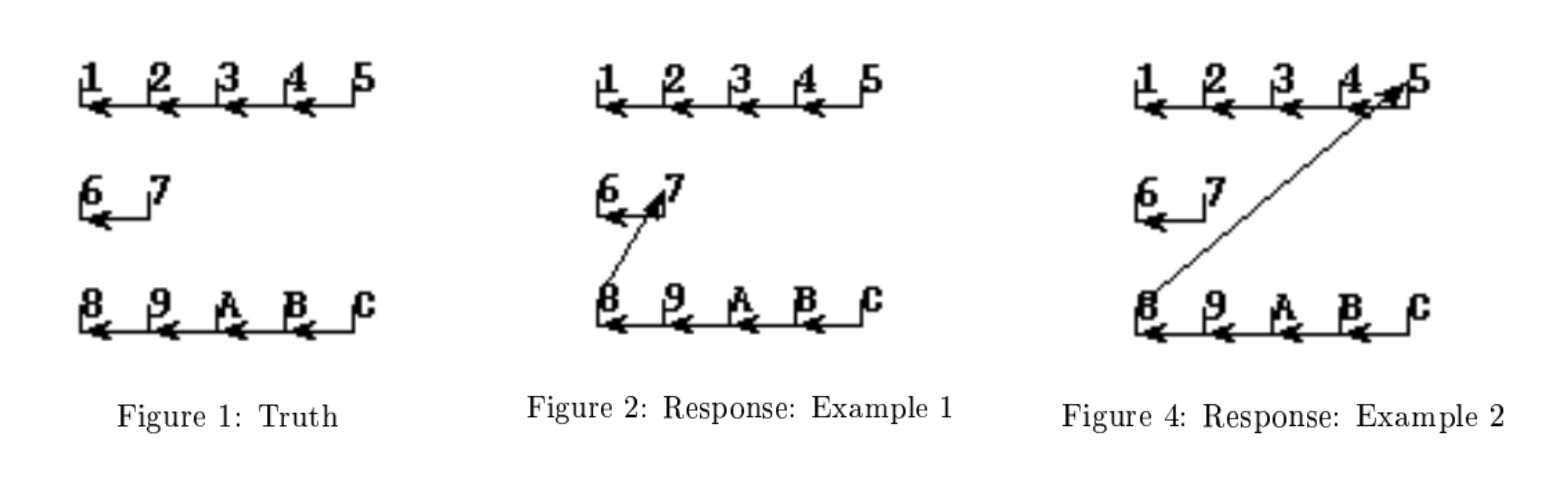 1 2 3 4 5
6 7
8 9 A B C
Figure 1: Truth
1 2 3 4 5
6 7
8 9 A B C
Figure 2: Response: Example 1
1 2 3 4 5
6 7
8 9 A B C
Figure 4: Response: Example 2